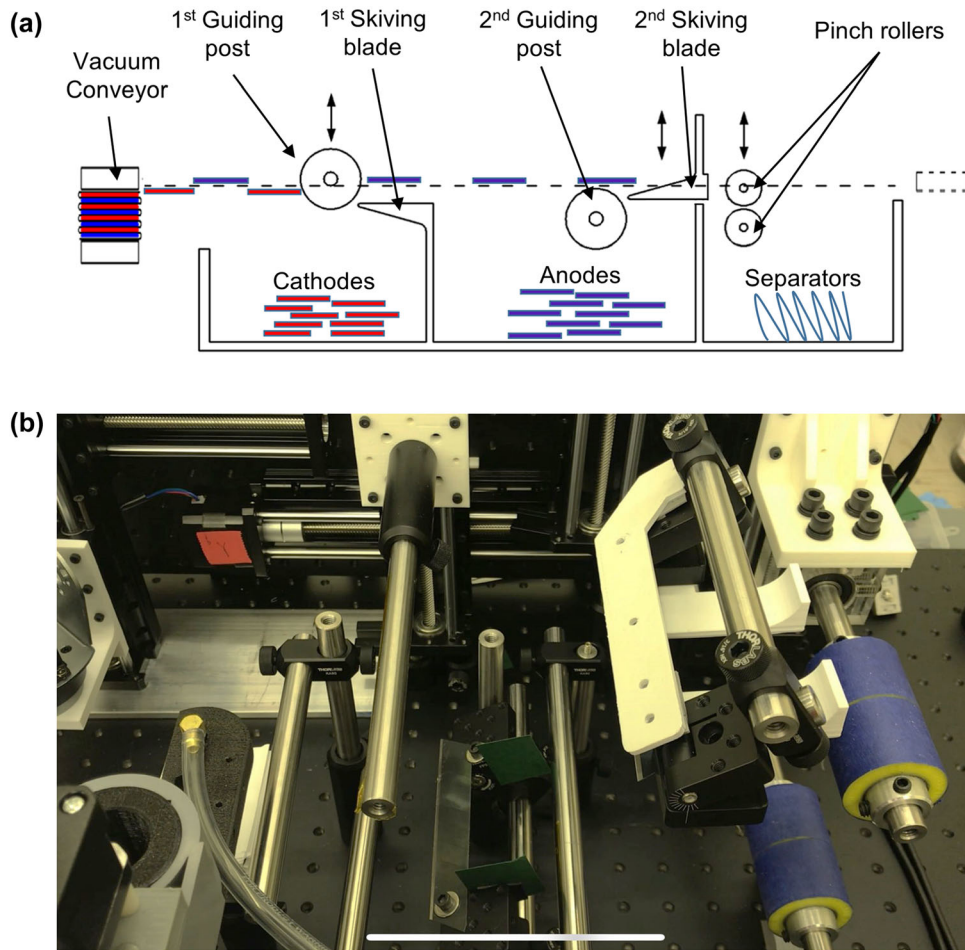 (a)
1st Guiding
post
1st Skiving
blade
2nd Guiding
post
2nd Skiving
blade
Pinch rollers
Vacuum
Conveyor
Cathodes
Anodes
Separators
(b)
THORLABS